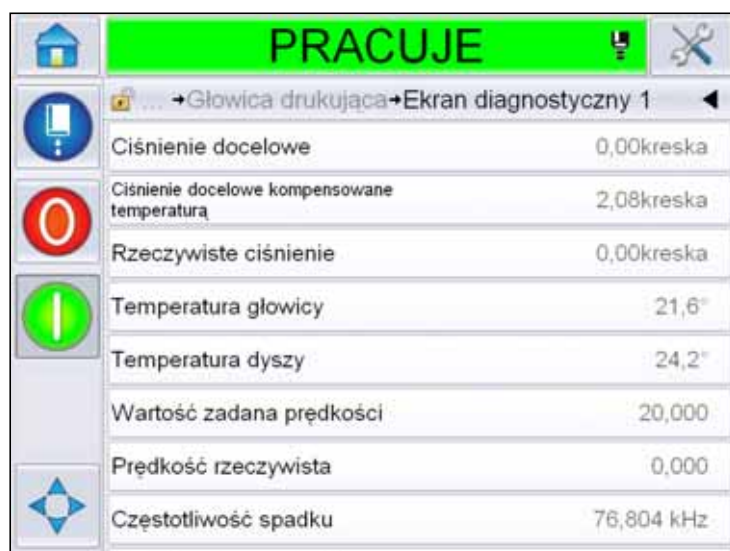 PRACUJE
... →Głowica drukująca→Ekran diagnostyczny 1
Ciśnienie docelowe 0,00kreska
Ciśnienie docelowe kompensowane
temperaturą 2,08kreska
Rzeczywiste ciśnienie 0,00kreska
Temperatura głowicy 21,6°
Temperatura dyszy 24,2°
Wartość zadana prędkości 20,000
Prędkość rzeczywista 0,000
Częstotliwość spadku 76,804 kHz